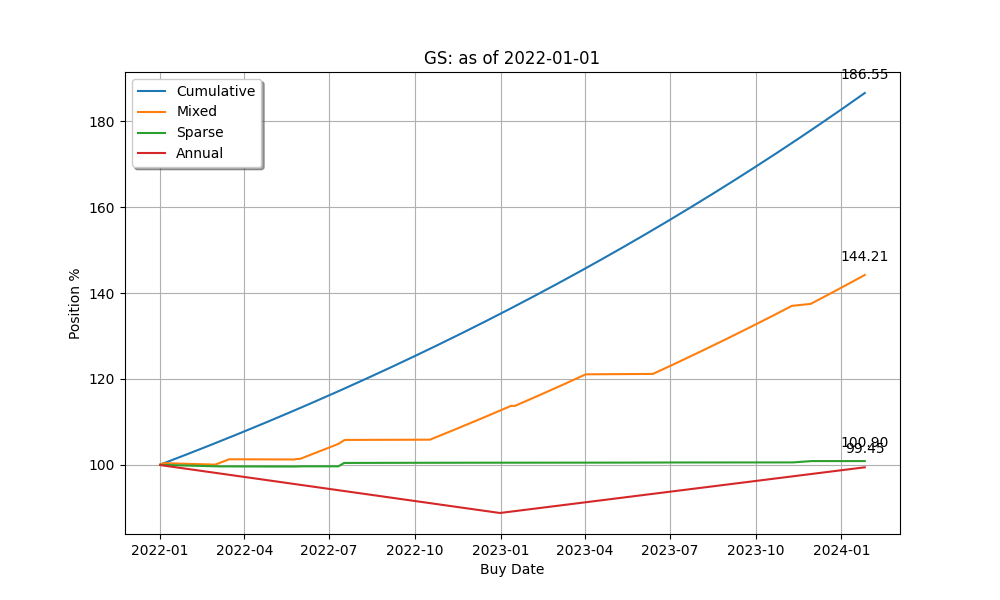 GS: as of 2022-01-01
Cumulative
Mixed
Sparse
Annual
186.55
144.21
100.90
99.45
Position %
180
160
140
120
100
2022-01 2022-04 2022-07 2022-10 2023-01 2023-04 2023-07 2023-10 2024-01
Buy Date